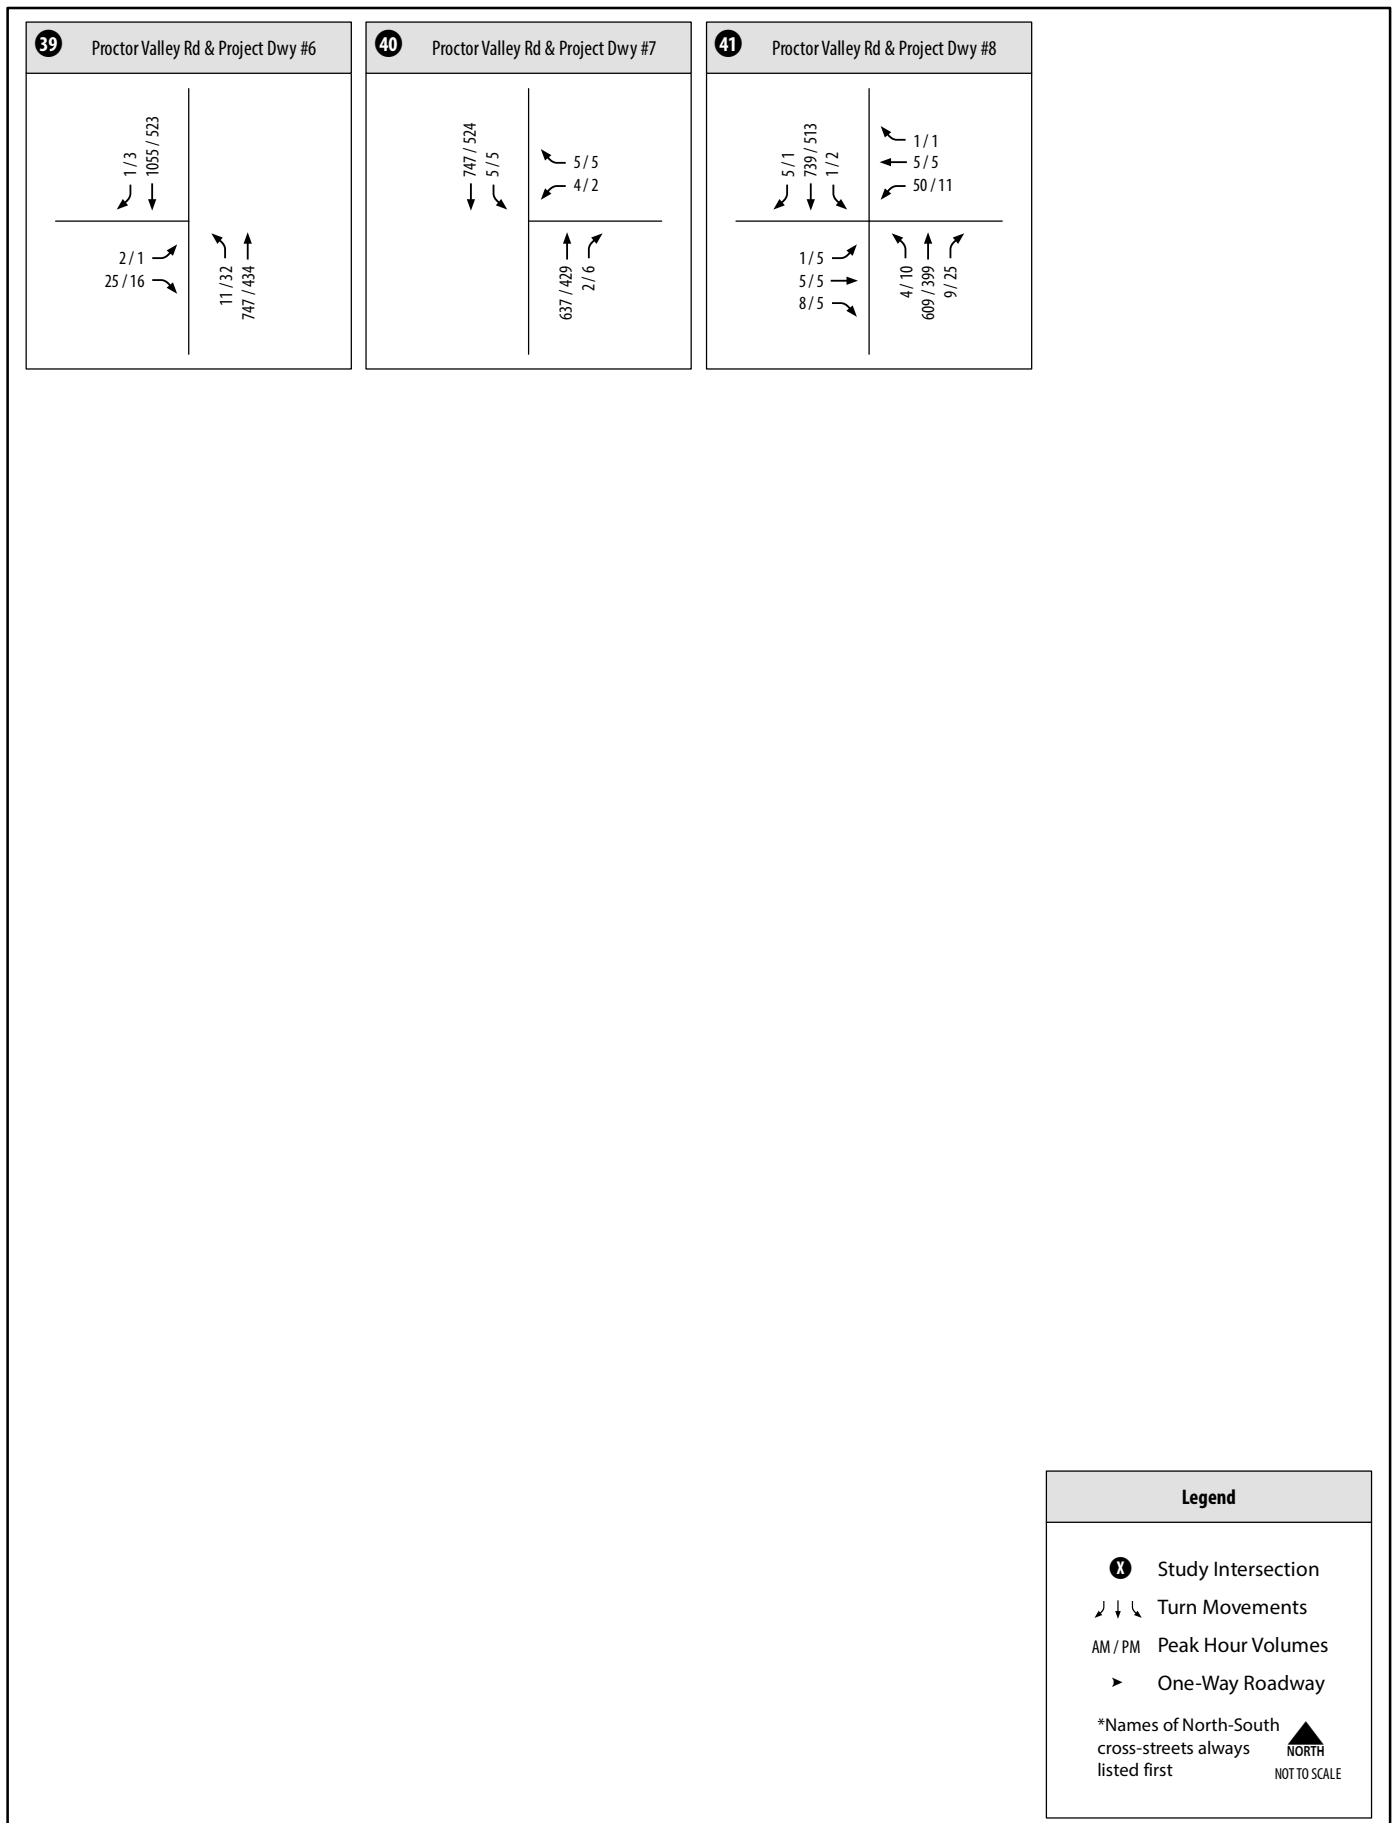 39 Proctor Valley Rd & Project Dwy #6
1 / 3
1055 / 523
2 / 1
25 / 16
11 / 32
747 / 434
40 Proctor Valley Rd & Project Dwy #7
747 / 524
5 / 5
5 / 5
4 / 2
637 / 429
2 / 6
41 Proctor Valley Rd & Project Dwy #8
5 / 1
739 / 513
1 / 2
1 / 1
5 / 5
50 / 11
1 / 5
5 / 5
8 / 5
4 / 10
609 / 399
9 / 25
Legend
X Study Intersection
Turn Movements
AM / PM Peak Hour Volumes
One-Way Roadway
*Names of North-South
cross-streets always
listed first
NORTH
NOT TO SCALE